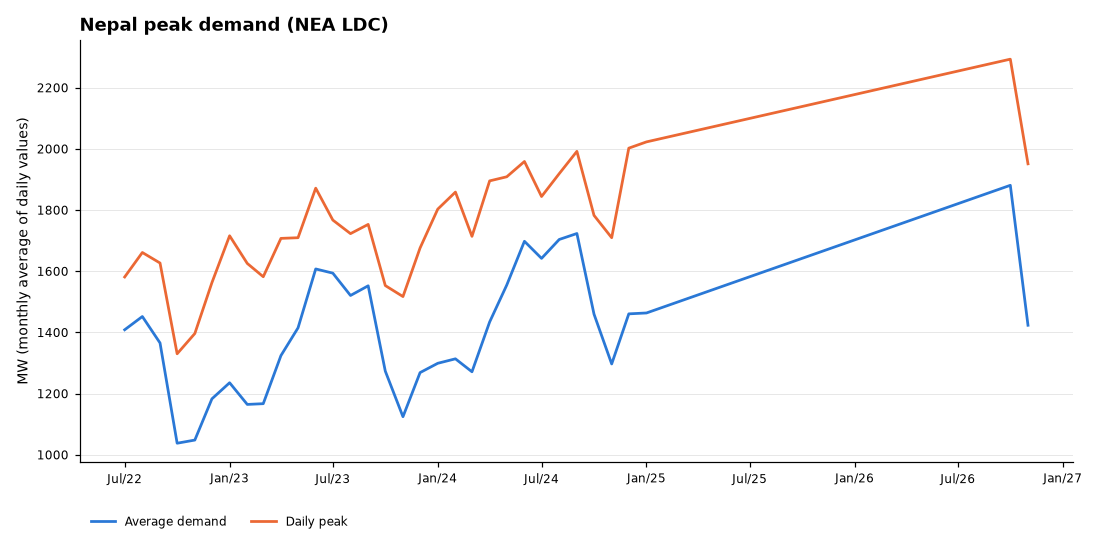 Nepal peak demand (NEA LDC)
MW (monthly average of daily values)
2200
2000
1800
1600
1400
1200
1000
Jul/22 Jan/23 Jul/23 Jan/24 Jul/24 Jan/25 Jul/25 Jan/26 Jul/26 Jan/27
Average demand Daily peak